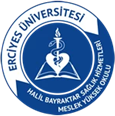 ERCİYES ÜNİVERSİTESİ
HALİL BAYRAKTAR SAĞLIK HİZMETLERİ
MESLEK YÜKSEK OKULU